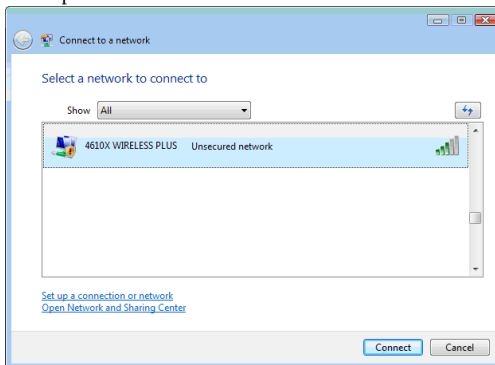 Connect to a network
Select a network to connect to
Show All
4610X WIRELESS PLUS Unsecured network
Set up a connection or network
Open Network and Sharing Center
Connect Cancel